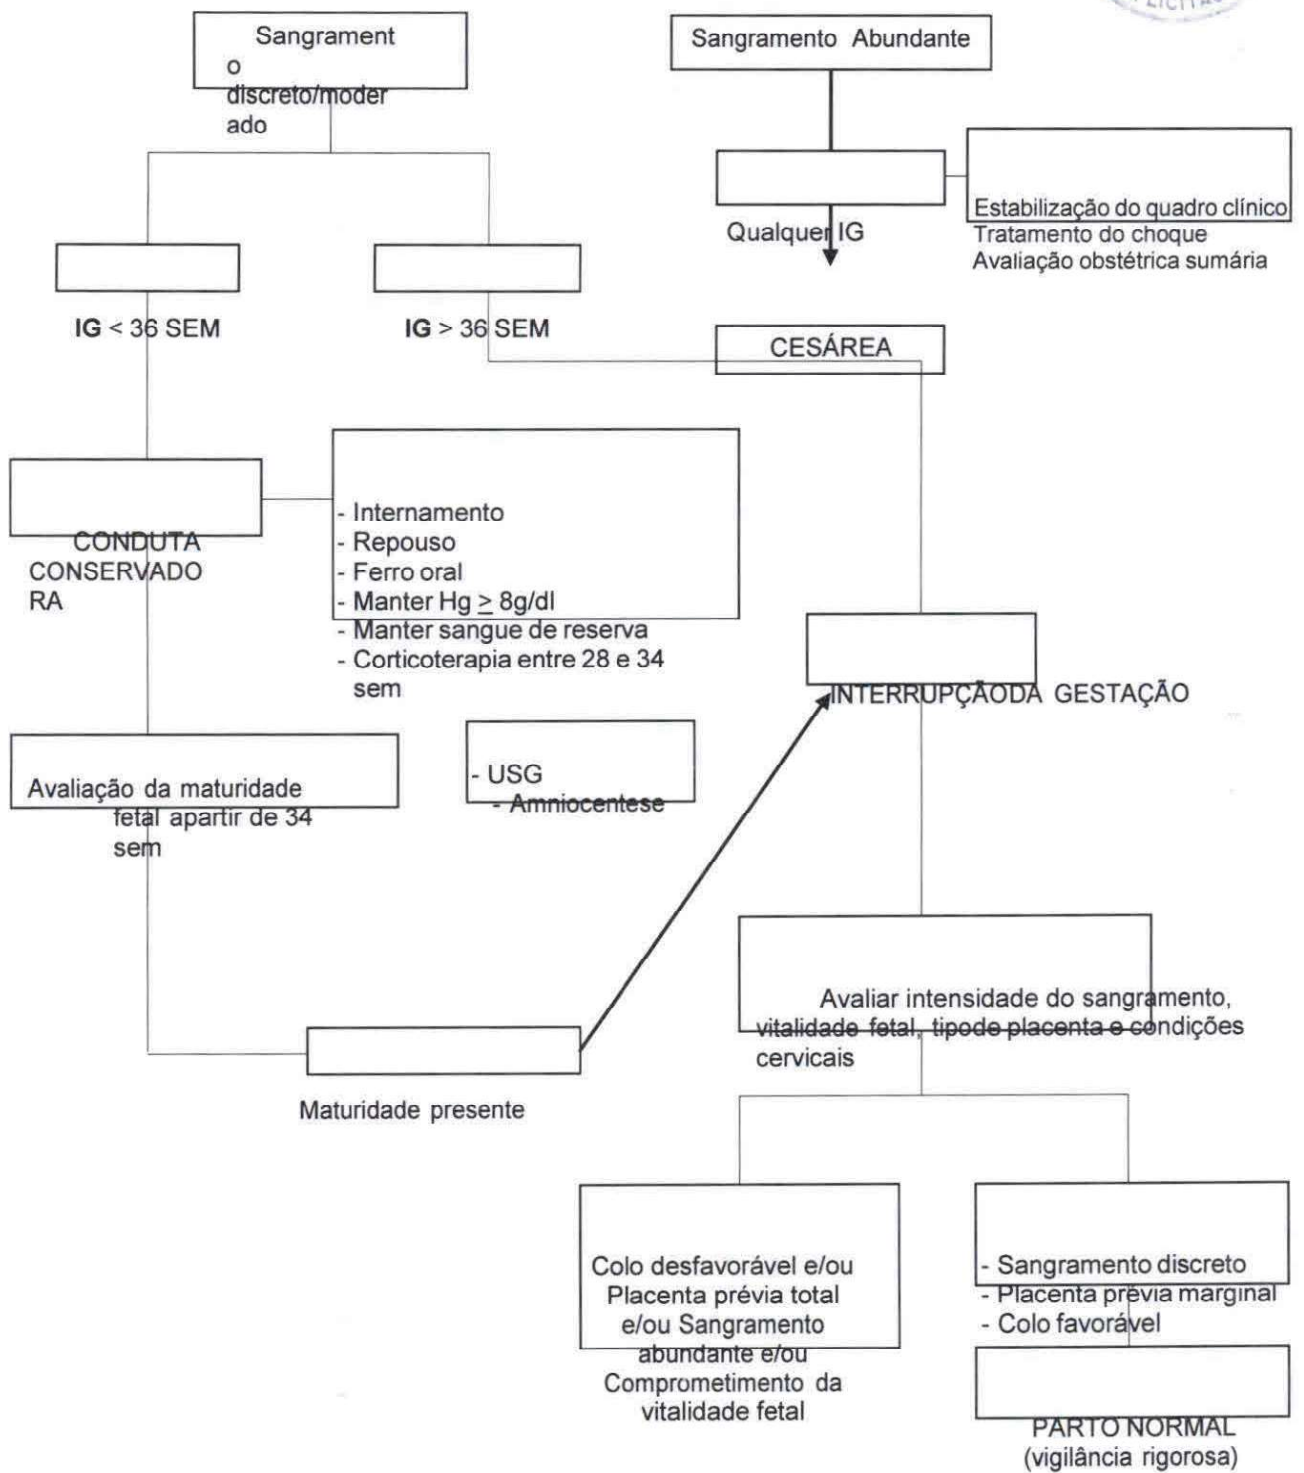 Sangrament
o
discreto/moder
ado
Sangramento Abundante
Estabilização do quadro clínico
Tratamento do choque
Avaliação obstétrica sumária
Qualquer IG
IG < 36 SEM
IG > 36 SEM
CESÁREA
CONDUTA
CONSERVADO
RA
- Internamento
- Repouso
- Ferro oral
- Manter Hg ≥ 8g/dl
- Manter sangue de reserva
- Corticoterapia entre 28 e 34
sem
INTERRUPÇÃODA GESTAÇÃO
Avaliação da maturidade
fetal apartir de 34
sem
- USG
- Amniocentese
Avaliar intensidade do sangramento,
vitalidade fetal, tipode placenta e condições
cervicais
Maturidade presente
Colo desfavorável e/ou
Placenta prévia total
e/ou Sangramento
abundante e/ou
Comprometimento da
vitalidade fetal
- Sangramento discreto
- Placenta prévia marginal
- Colo favorável
PARTO NORMAL
(vigilância rigorosa)